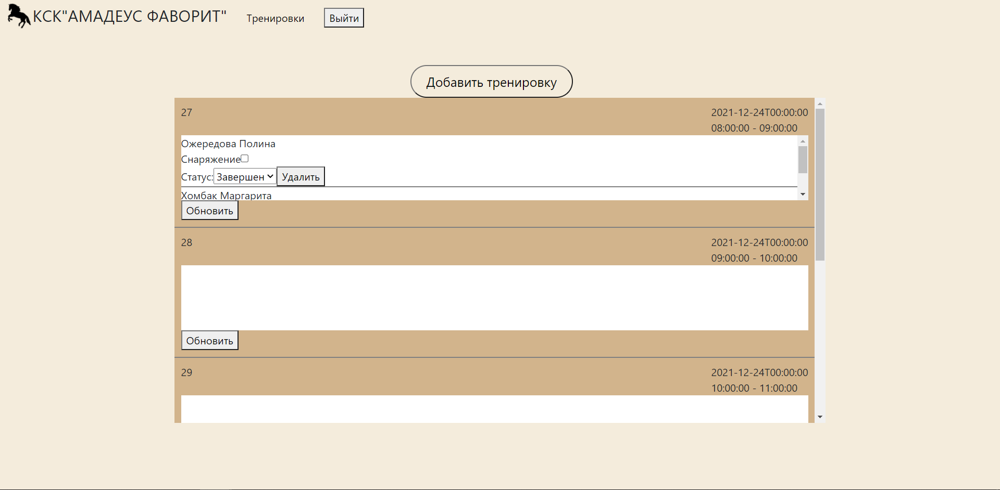 КСК"АМАДЕУС ФАВОРИТ" Тренировки Выйти
Добавить тренировку
27 2021-12-24T00:00:00
08:00:00 - 09:00:00
Ожередова Полина
Снаряжение
Статус: Завершен Удалить
Хомбак Маргарита
Обновить
28 2021-12-24T00:00:00
09:00:00 - 10:00:00
Обновить
29 2021-12-24T00:00:00
10:00:00 - 11:00:00